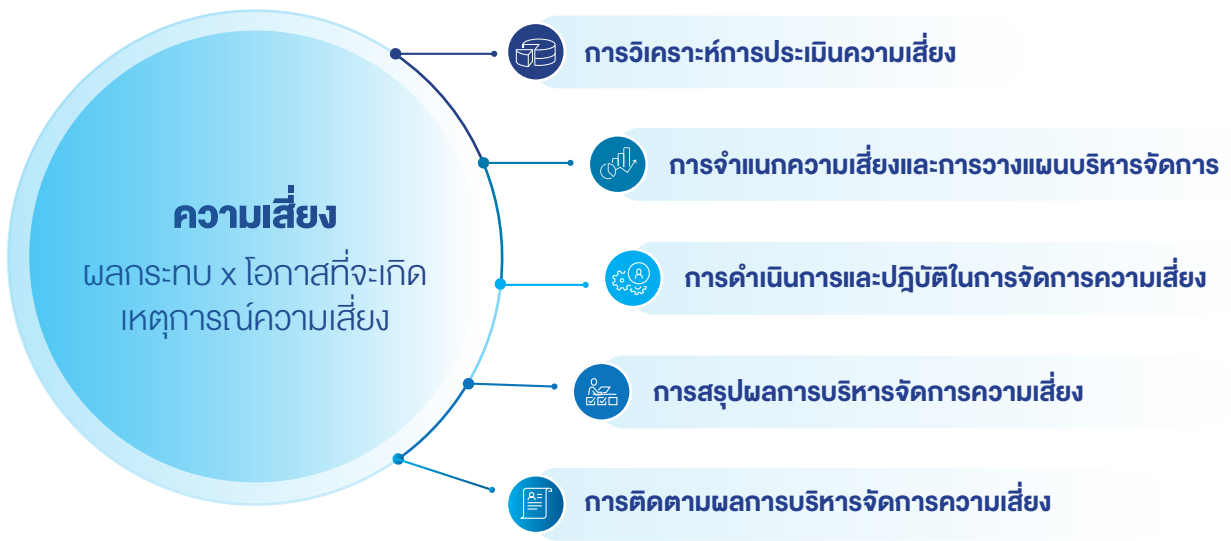 ความเสี่ยง
ผลกระทบ x โอกาสที่จะเกิด
เหตุการณ์ความเสี่ยง
การวิเคราะห์การประเมินความเสี่ยง
การจำแนกความเสี่ยงและการวางแผนบริหารจัดการ
การดำเนินการและปฏิบัติในการจัดการความเสี่ยง
การสรุปผลการบริหารจัดการความเสี่ยง
การติดตามผลการบริหารจัดการความเสี่ยง